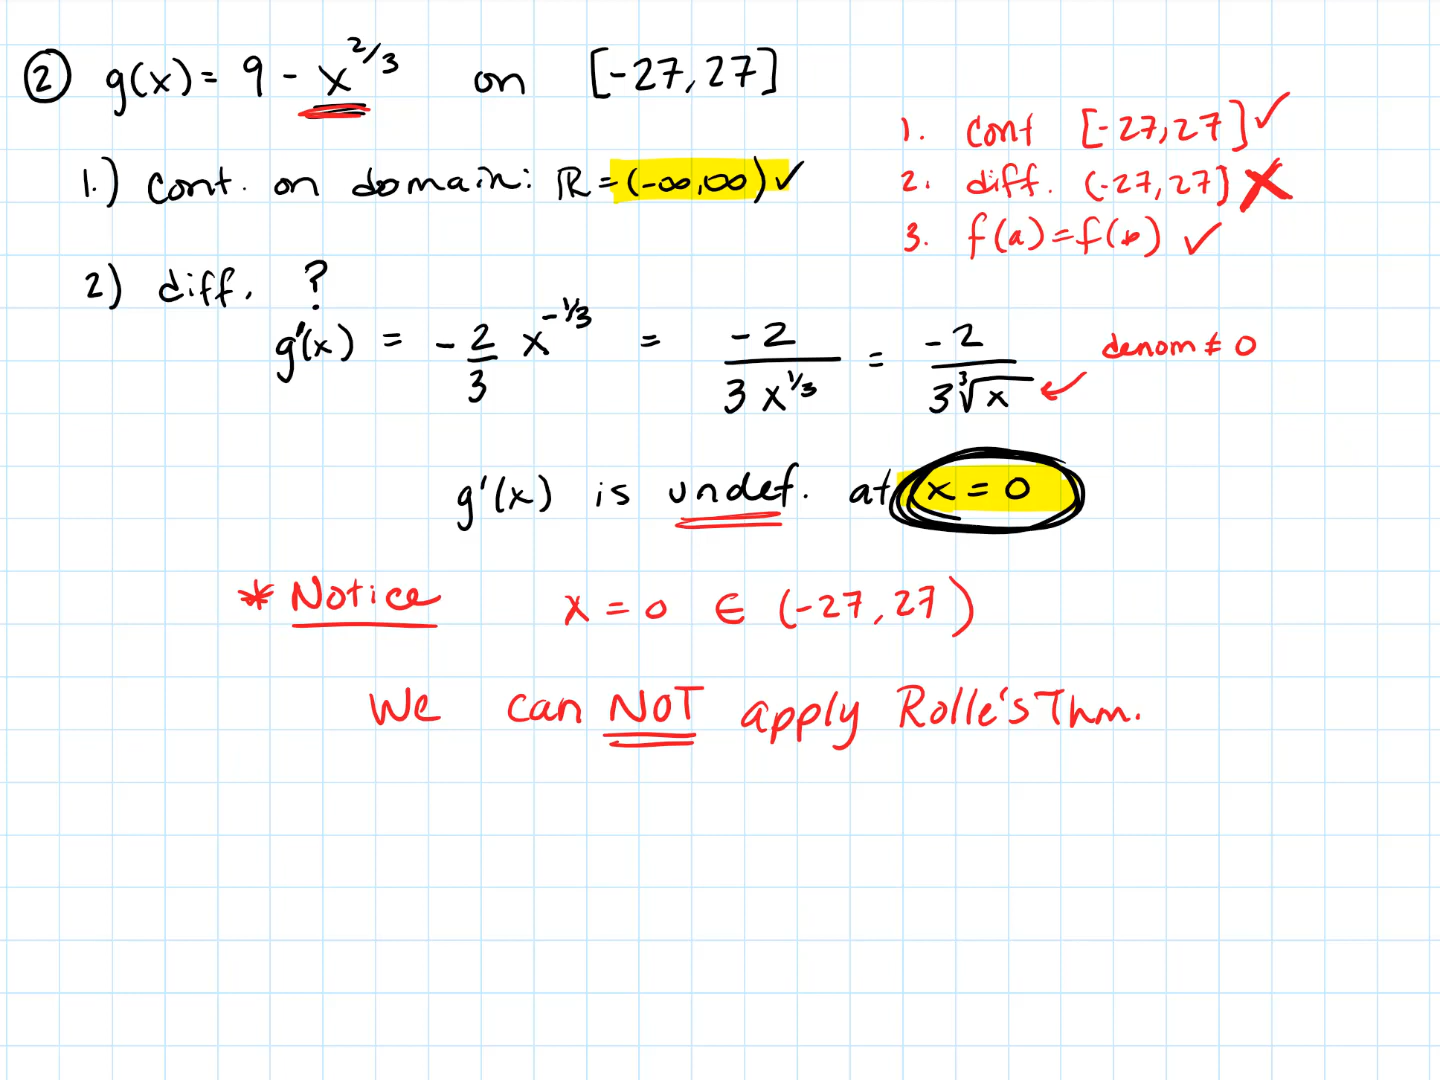 ② g(x) = 9 - x^{2/3} on [-27, 27]
1. cont [-27, 27] ✓
1.) cont. on domain: ℝ = (-∞, ∞) ✓
2. diff. (-27, 27] ✗
3. f(a) = f(b) ✓
2) diff. ?
g'(x) = -2/3 x^{-1/3} = -2/(3 x^{1/3}) = -2/(3∛x) denom ≠ 0
g'(x) is undef. at x = 0
* Notice x = 0 ∈ (-27, 27)
We can NOT apply Rolle's Thm.